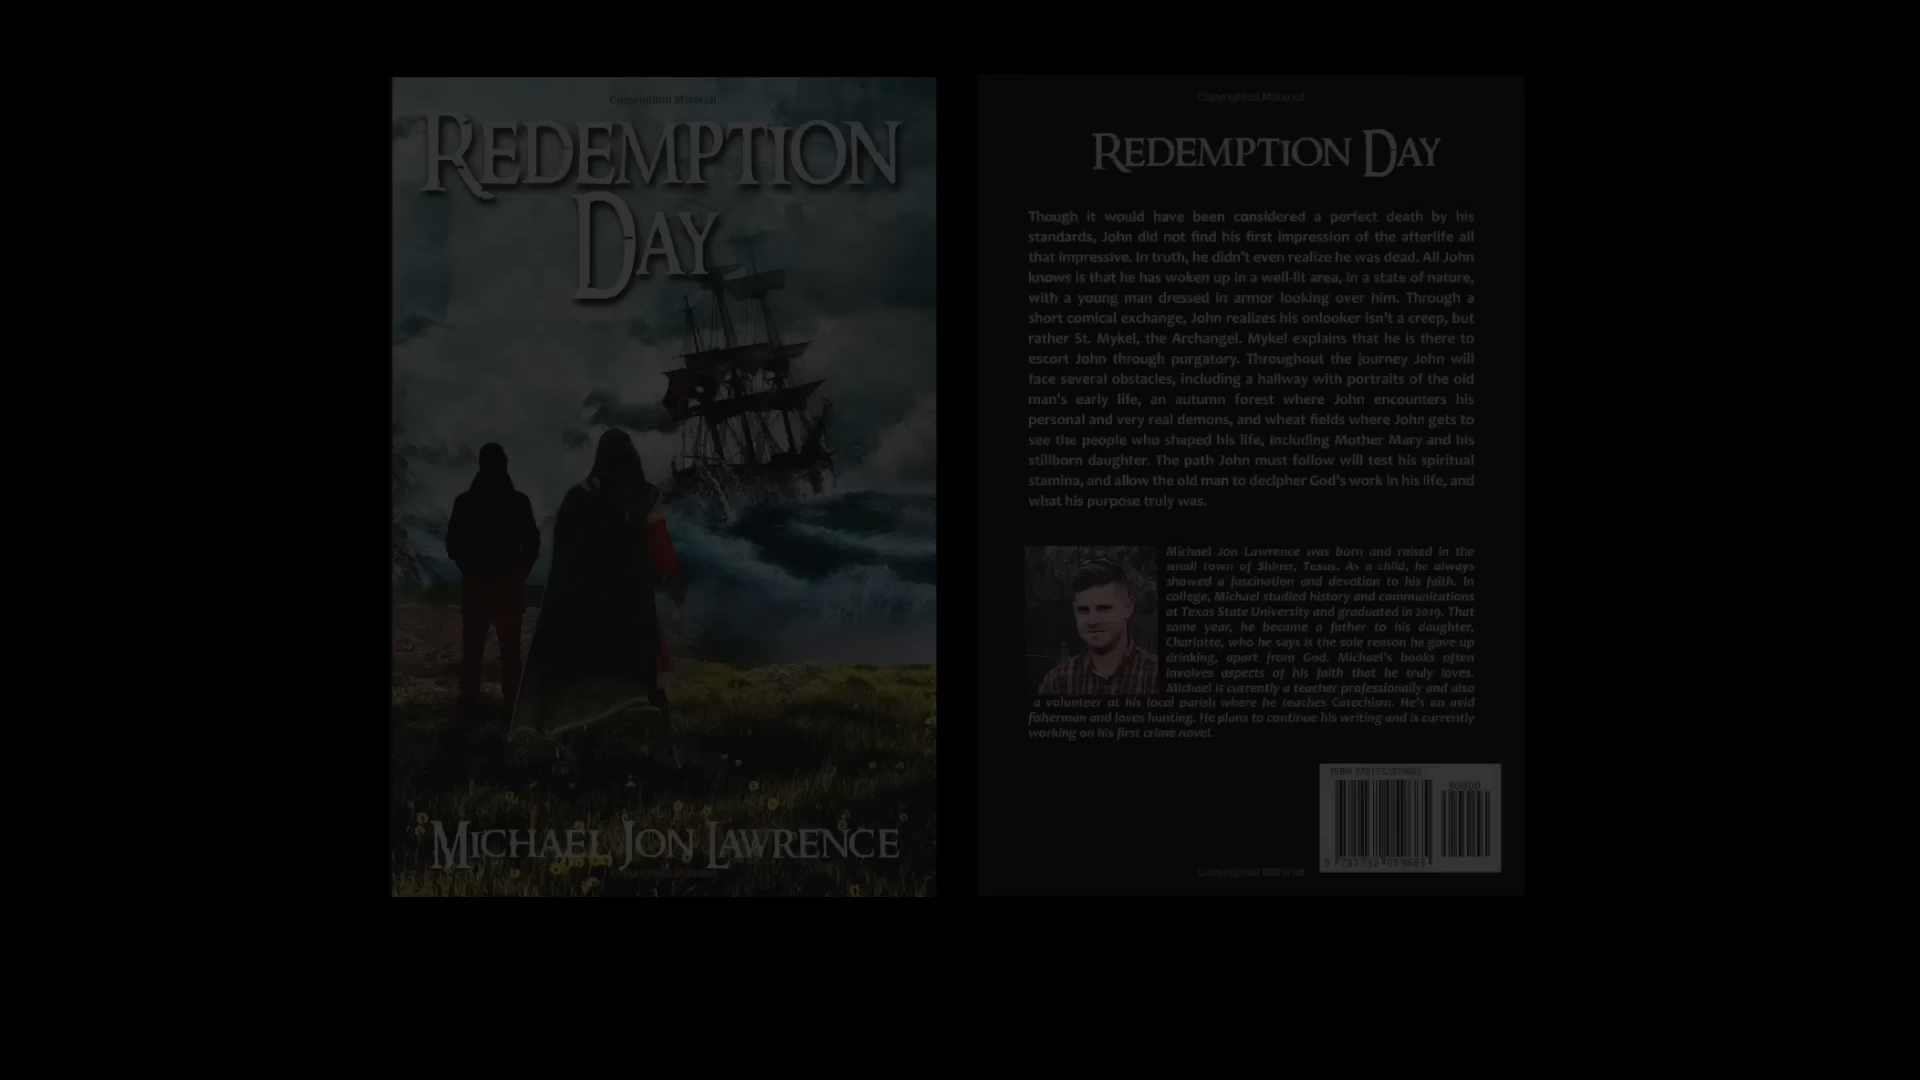 Copyrighted Material
REDEMPTION
DAY
MICHAEL JON LAWRENCE
Copyrighted Material
Copyrighted Material
REDEMPTION DAY
Though it would have been considered a perfect death by his
standards, John did not find his first impression of the afterlife all
that impressive. In truth, he didn't even realize he was dead. All John
knows is that he has woken up in a well-lit area, in a state of nature,
with a young man dressed in armor looking over him. Through a
short comical exchange, John realizes his onlooker isn't a creep, but
rather St. Mykel, the Archangel. Mykel explains that he is there to
escort John through purgatory. Throughout the journey John will
face several obstacles, including a hallway with portraits of the old
man's early life, an autumn forest where John encounters his
personal and very real demons, and wheat fields where John gets to
see the people who shaped his life, including Mother Mary and his
stillborn daughter. The path John must follow will test his spiritual
stamina, and allow the old man to decipher God's work in his life, and
what his purpose truly was.
Michael Jon Lawrence was born and raised in the
small town of Shiner, Texas. As a child, he always
showed a fascination and devotion to his faith. In
college, Michael studied history and communications
at Texas State University and graduated in 2019. That
same year, he became a father to his daughter,
Charlotte, who he says is the sole reason he gave up
drinking, apart from God. Michael's books often
involves aspects of his faith that he truly loves.
Michael is currently a teacher professionally and also
a volunteer at his local parish where he teaches Catechism. He's an avid
fisherman and loves hunting. He plans to continue his writing and is currently
working on his first crime novel.
ISBN
90000
Copyrighted Material